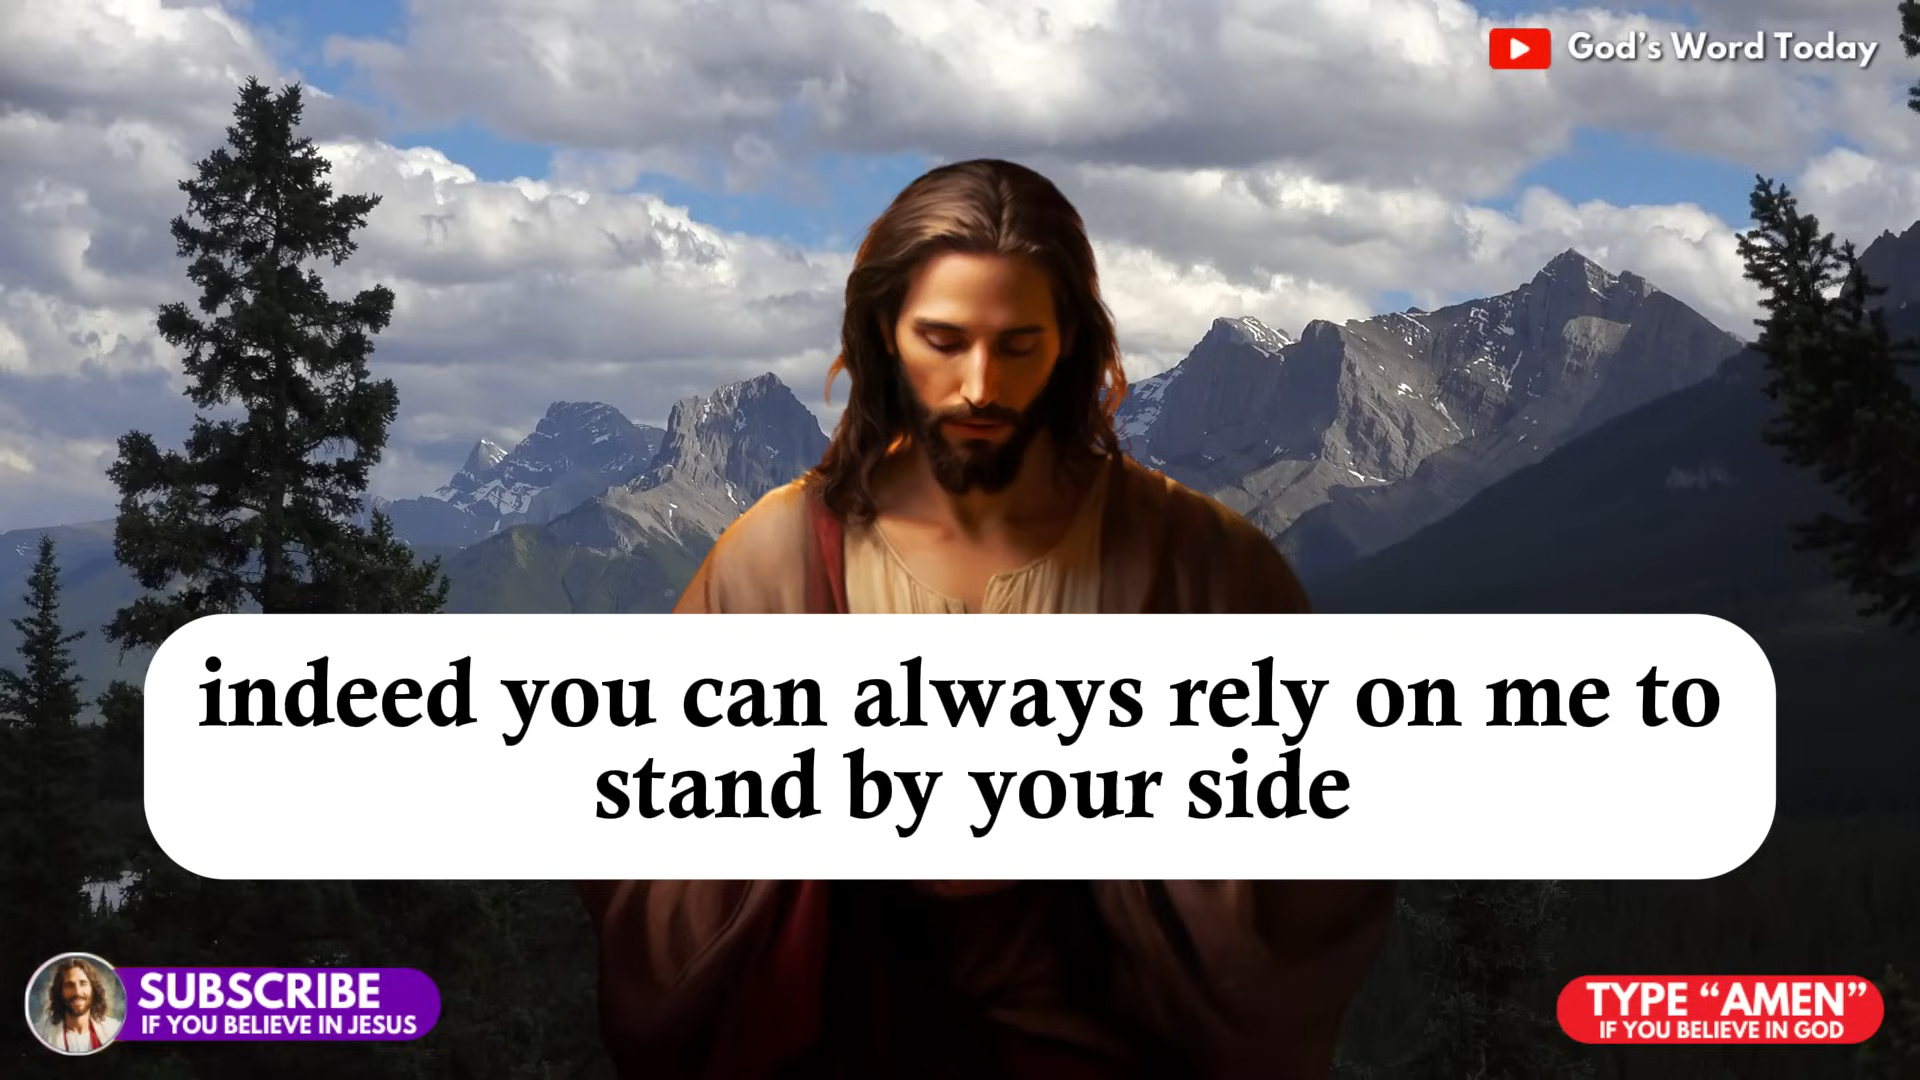 God's Word Today
indeed you can always rely on me to
stand by your side
SUBSCRIBE
IF YOU BELIEVE IN JESUS
TYPE “AMEN”
IF YOU BELIEVE IN GOD